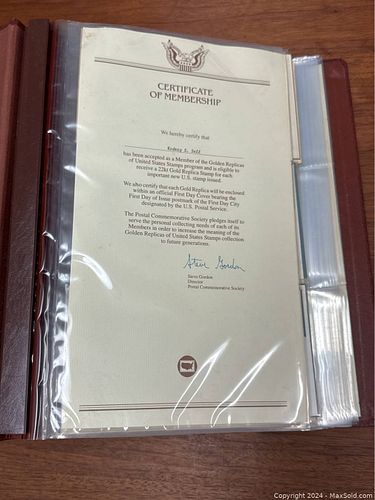 CERTIFICATE
OF MEMBERSHIP
We hereby certify that
has been accepted as a Member of the Golden Replicas
of United States Stamps program and is eligible to
receive a 22kt Gold Replica Stamp for each
important new U.S. stamp issued.
We also certify that each Gold Replica will be enclosed
within an official First Day Cover bearing the
First Day of Issue postmark of the First Day City
designated by the U.S. Postal Service.
The Postal Commemorative Society pledges itself to
serve the personal collecting needs of each of its
Members in order to increase the meaning of the
Golden Replicas of United States Stamps collection
to future generations.
Steve Gordon
Steve Gordon
Director
Postal Commemorative Society
Copyright 2024 - MaxSold.com